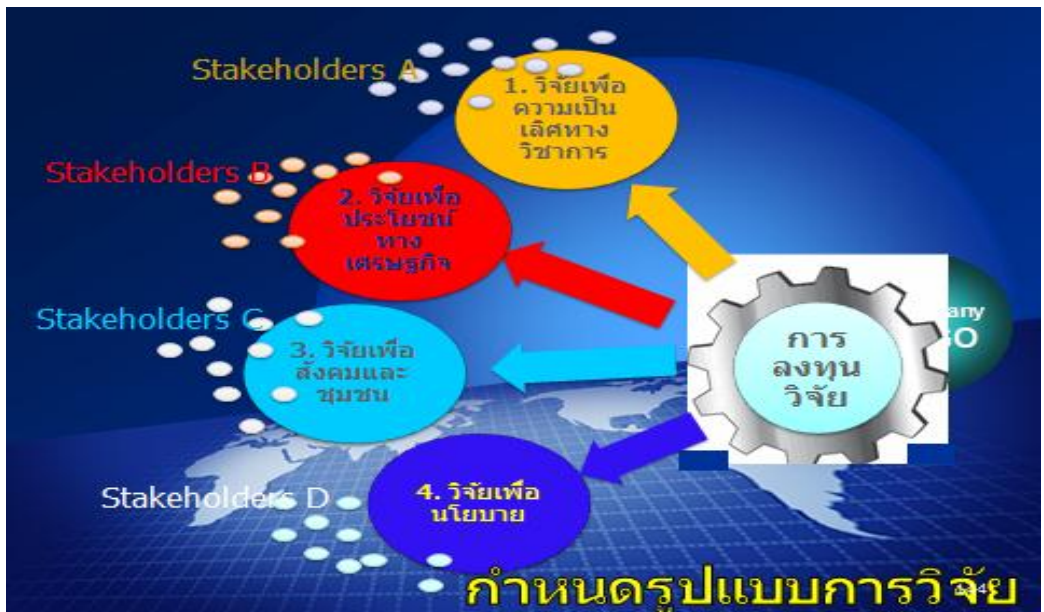 Stakeholders A
1. วิจัยเพื่อ
ความเป็น
เลิศทาง
วิชาการ
Stakeholders B
2. วิจัยเพื่อ
ประโยชน์
ทาง
เศรษฐกิจ
Stakeholders C
3. วิจัยเพื่อ
สังคมและ
ชุมชน
การ
ลงทุน
วิจัย
Stakeholders D
4. วิจัยเพื่อ
นโยบาย
กำหนดรูปแบบการวิจัย